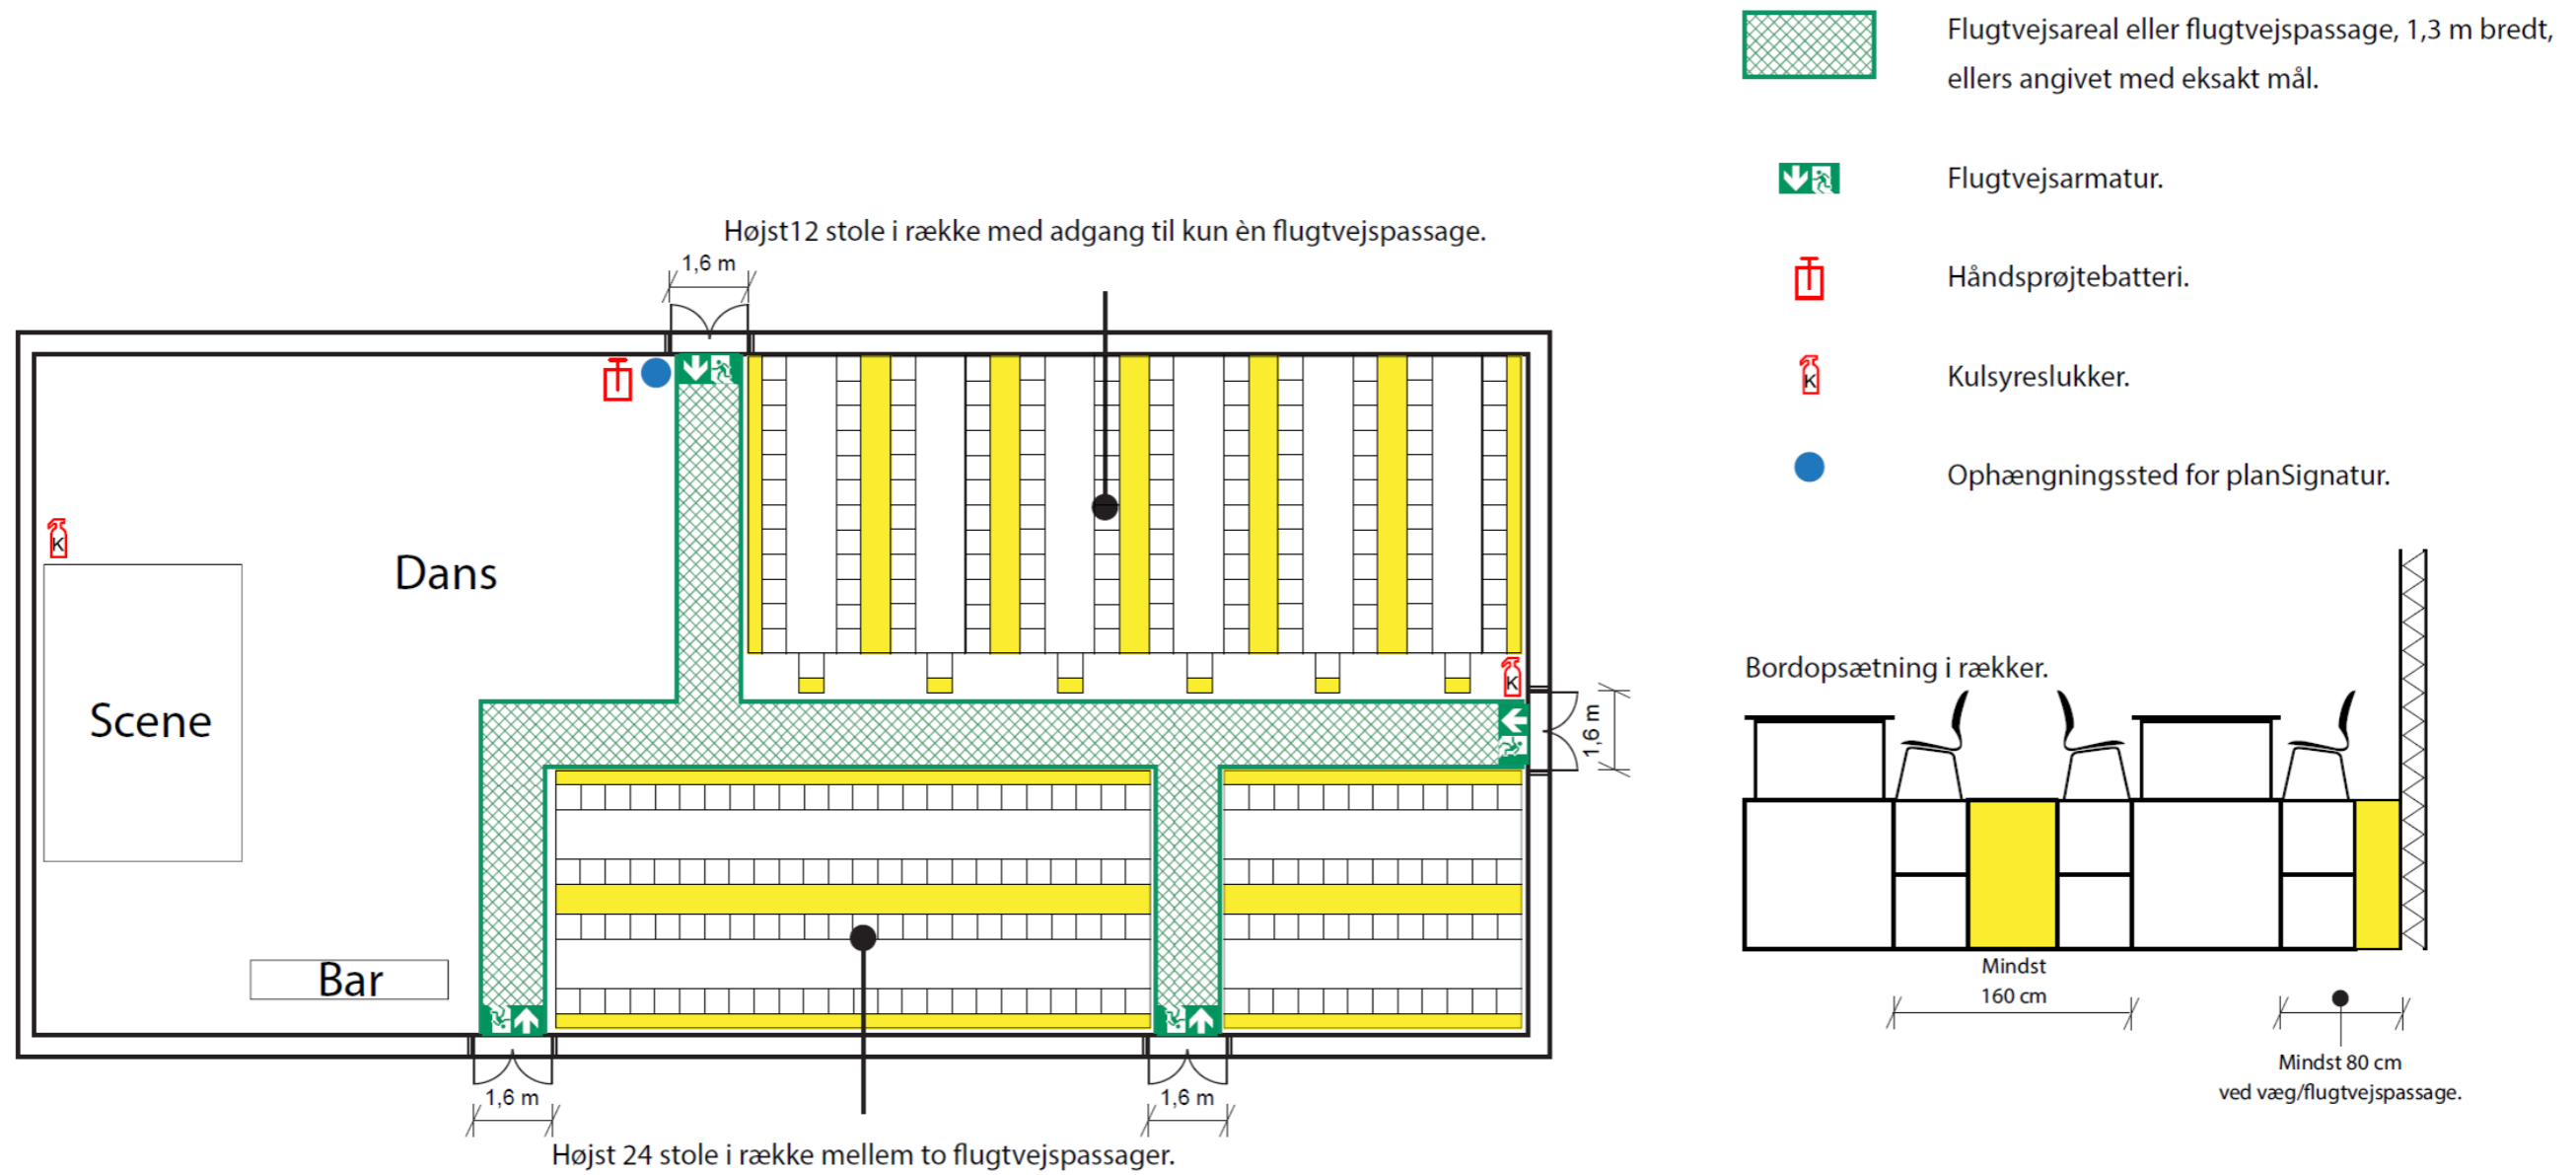 Flugtvejsareal eller flugtvejspassage, 1,3 m bredt,
ellers angivet med eksakt mål.
Flugtvejsarmatur.
Håndsprøjtebatteri.
Kulsyreslukker.
Ophængningssted for planSignatur.
Højst12 stole i række med adgang til kun èn flugtvejspassage.
1,6 m
Dans
K
Scene
K
1,6 m
Bar
1,6 m
1,6 m
Højst 24 stole i række mellem to flugtvejspassager.
K
Bordopsætning i rækker.
Mindst
160 cm
Mindst 80 cm
ved væg/flugtvejspassage.